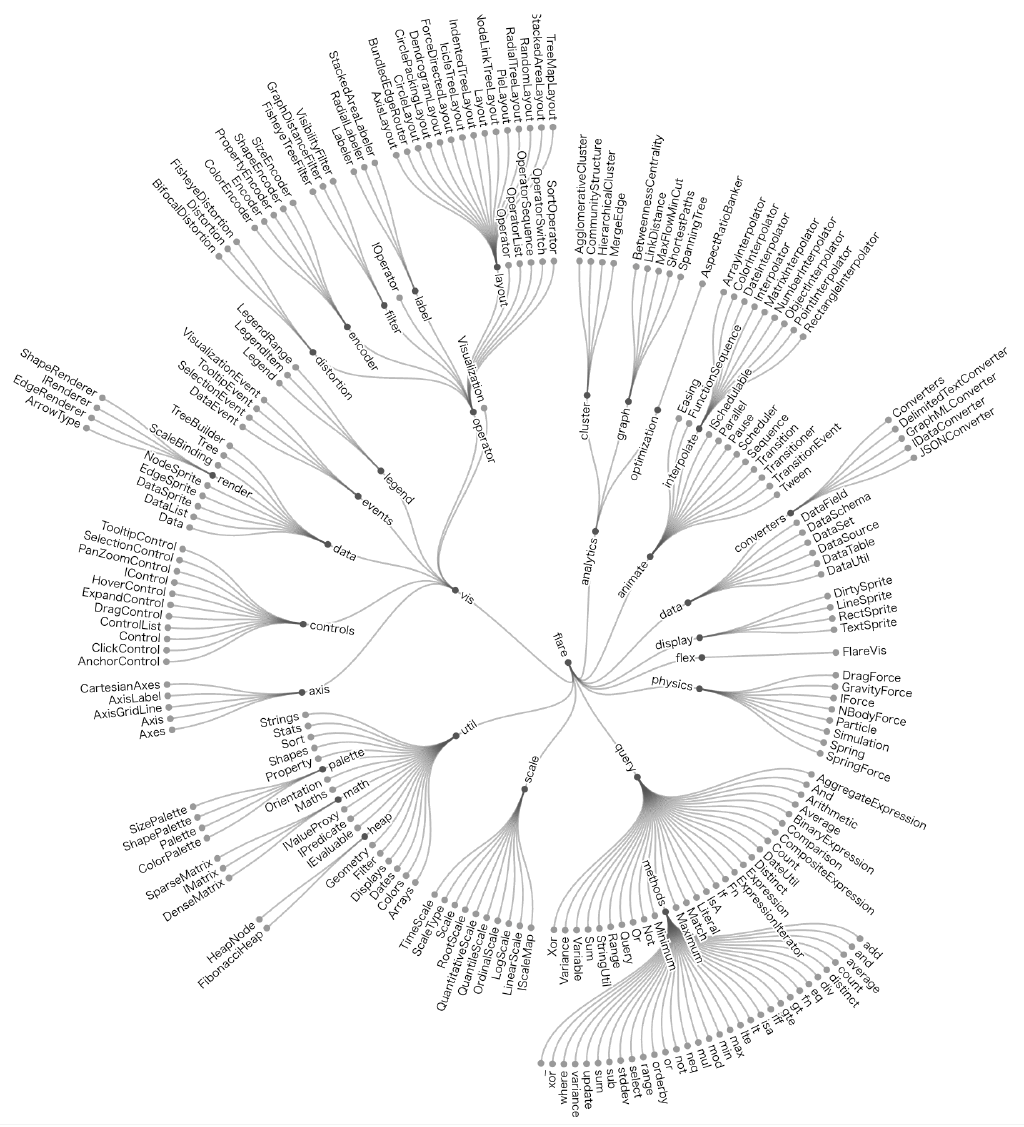 flare
analytics
cluster
AgglomerativeCluster
CommunityStructure
HierarchicalCluster
MergeEdge
graph
BetweennessCentrality
LinkDistance
MaxFlowMinCut
ShortestPaths
SpanningTree
optimization
AspectRatioBanker
animate
Easing
FunctionSequence
interpolate
ArrayInterpolator
ColorInterpolator
DateInterpolator
Interpolator
MatrixInterpolator
NumberInterpolator
ObjectInterpolator
PointInterpolator
RectangleInterpolator
ISchedulable
Parallel
Pause
Scheduler
Sequence
Transition
Transitioner
TransitionEvent
Tween
data
converters
Converters
DelimitedTextConverter
GraphMLConverter
IDataConverter
JSONConverter
DataField
DataSchema
DataSet
DataSource
DataTable
DataUtil
display
DirtySprite
LineSprite
RectSprite
TextSprite
flex
FlareVis
physics
DragForce
GravityForce
IForce
NBodyForce
Particle
Simulation
Spring
SpringForce
query
AggregateExpression
And
Arithmetic
Average
BinaryExpression
Comparison
CompositeExpression
Count
DateUtil
Distinct
Expression
ExpressionIterator
Fn
If
IsA
Literal
Match
Maximum
methods
add
and
average
count
distinct
div
eq
fn
gt
gte
iff
isa
lt
lte
max
min
mod
mul
neq
not
or
orderby
range
select
stddev
sub
sum
update
variance
where
xor
_
Minimum
Not
Or
Query
Range
StringUtil
Sum
Variable
Variance
Xor
scale
IScaleMap
LinearScale
LogScale
OrdinalScale
QuantileScale
QuantitativeScale
RootScale
Scale
ScaleType
TimeScale
util
Arrays
Colors
Dates
Displays
Filter
Geometry
heap
FibonacciHeap
HeapNode
IEvaluable
IPredicate
IValueProxy
math
DenseMatrix
IMatrix
SparseMatrix
Maths
Orientation
palette
ColorPalette
Palette
ShapePalette
SizePalette
Property
Shapes
Sort
Stats
Strings
vis
axis
Axes
Axis
AxisGridLine
AxisLabel
CartesianAxes
controls
AnchorControl
ClickControl
Control
ControlList
DragControl
ExpandControl
HoverControl
IControl
PanZoomControl
SelectionControl
TooltipControl
data
Data
DataList
DataSprite
EdgeSprite
NodeSprite
render
ArrowType
EdgeRenderer
IRenderer
ShapeRenderer
ScaleBinding
Tree
TreeBuilder
events
DataEvent
SelectionEvent
TooltipEvent
VisualizationEvent
legend
Legend
LegendItem
LegendRange
operator
distortion
BifocalDistortion
Distortion
FisheyeDistortion
encoder
ColorEncoder
Encoder
PropertyEncoder
ShapeEncoder
SizeEncoder
filter
FisheyeTreeFilter
GraphDistanceFilter
VisibilityFilter
IOperator
label
Labeler
RadialLabeler
StackedAreaLabeler
layout
AxisLayout
BundledEdgeRouter
CircleLayout
CirclePackingLayout
DendrogramLayout
ForceDirectedLayout
IcicleTreeLayout
IndentedTreeLayout
Layout
NodeLinkTreeLayout
PieLayout
RadialTreeLayout
RandomLayout
StackedAreaLayout
TreeMapLayout
Operator
OperatorList
OperatorSequence
OperatorSwitch
SortOperator
Visualization